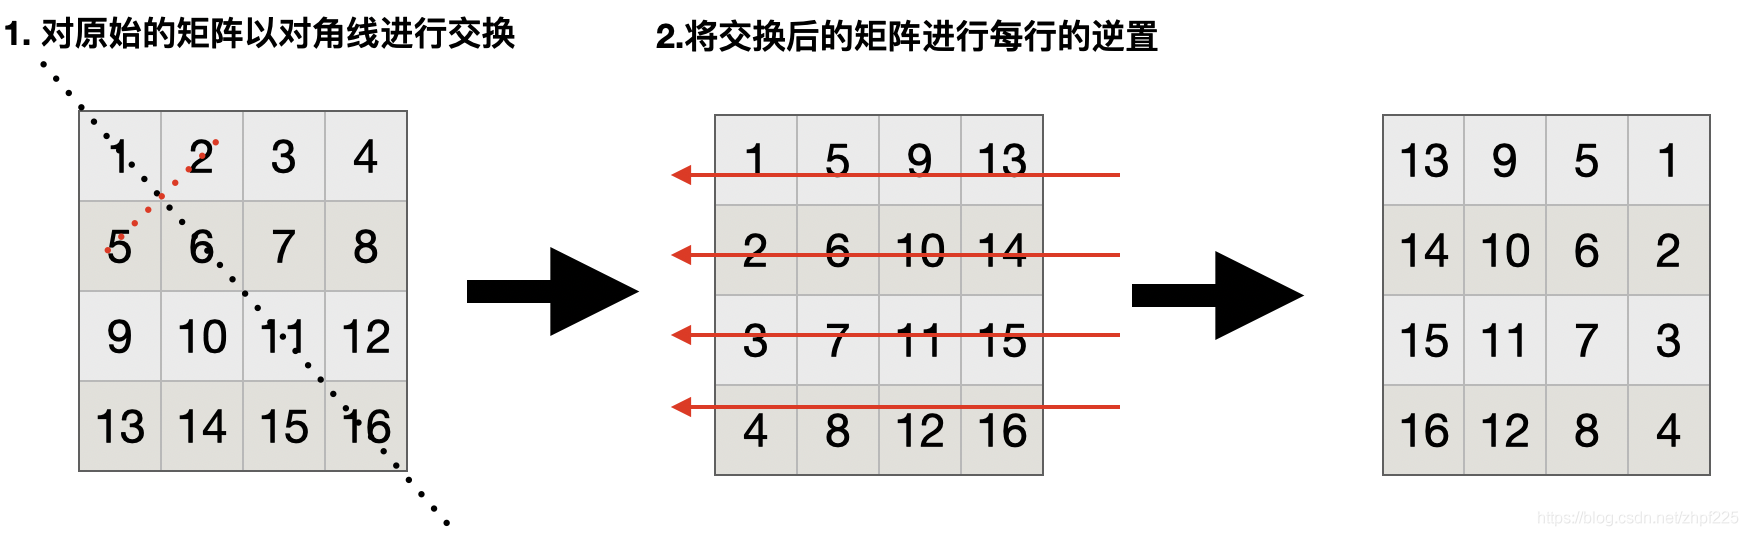 1. 对原始的矩阵以对角线进行交换
2.将交换后的矩阵进行每行的逆置
1 2 3 4
5 6 7 8
9 10 11 12
13 14 15 16
1 5 9 13
2 6 10 14
3 7 11 15
4 8 12 16
13 9 5 1
14 10 6 2
15 11 7 3
16 12 8 4
https://blog.csdn.net/zhpf225